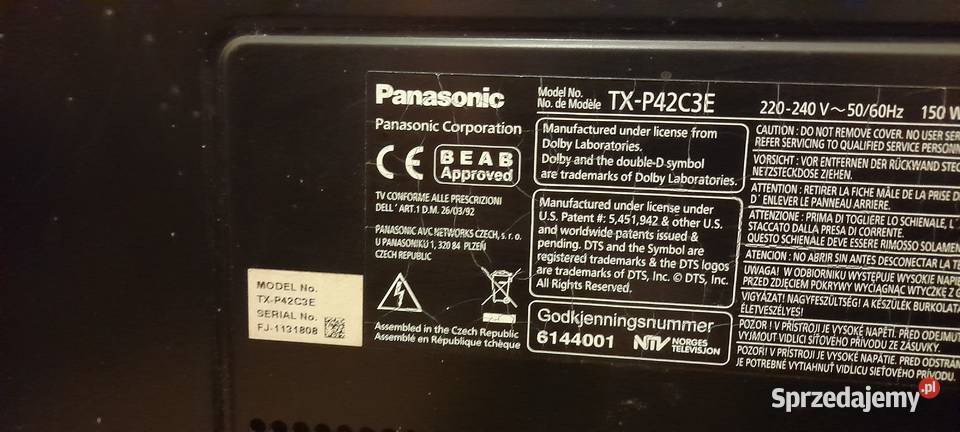 Panasonic
Model No.
No. de Modèle TX-P42C3E
220-240 V~50/60Hz 150 W
Panasonic Corporation
CE
BEAB
Approved
TV CONFORME ALLE PRESCRIZIONI
DELL' ART.1 D.M. 26/03/92
PANASONIC AVC NETWORKS CZECH, s. r. o.
U PANASONIKU 1, 320 84 PLZEŇ
CZECH REPUBLIC
Assembled in the Czech Republic
Assemblé en République tchèque
Manufactured under license from
Dolby Laboratories.
Dolby and the double-D symbol
are trademarks of Dolby Laboratories.
Manufactured under license under
U.S. Patent #: 5,451,942 & other U.S.
and worldwide patents issued &
pending. DTS and the Symbol are
registered trademarks & the DTS logos
are trademarks of DTS, Inc. © DTS, Inc.
All Rights Reserved.
Godkjenningsnummer
6144001 NTV NORGES
TELEVISJON
CAUTION : DO NOT REMOVE COVER. NO USER SER
REFER SERVICING TO QUALIFIED SERVICE PERSONN
VORSICHT : VOR ENTFERNEN DER RÜCKWAND STEC
NETZSTECKDOSE ZIEHEN.
ATTENTION : RETIRER LA FICHE MÂLE DE LA PRISE D
D' ENLEVER LE PANNEAU ARRIERE.
ATTENZIONE : PRIMA DI TOGLIERE LO SCHIENALE, L'
STACCATO DALLA PRESA DI CORRENTE.
QUESTO SCHIENALE DEVE ESSERE RIMOSSO SOLAMEN
ATENCION : NO ABRIR SIN ANTES DESCONECTAR LA TE
UWAGA! W ODBIORNIKU WYSTĘPUJE WYSOKIE NAPIĘ
PRZED ZDJĘCIEM POKRYWY WYCIĄGNĄĆ WTYCZKĘ Z G
VIGYÁZAT! NAGYFESZÜLTSÉG! A KÉSZÜLÉK BURKOLATÁ
ÉLETVESZÉLYES!
POZOR ! V PŘÍSTROJI JE VYSOKÉ NAPĚTÍ. PŘED ODEJMUT
VYJMOUT VIDLICI SÍŤOVÉHO PŘÍVODU ZE ZÁSUVKY.
POZOR! V PRÍSTROJI JE VYSOKÉ NAPÄTIE. PRED ODSTRÁN
JE POTREBNÉ VYTIAHNUŤ VIDLICU SIEŤOVÉHO PRÍVODU.
MODEL No.
TX-P42C3E
SERIAL No.
FJ-1131808
Sprzedajemy.pl